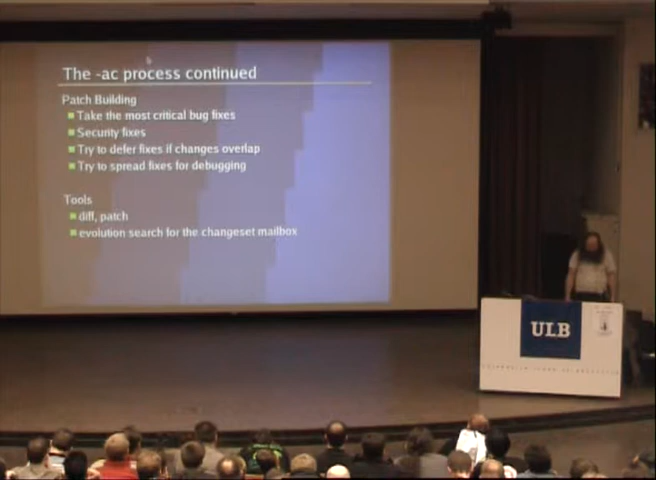 The -ac process continued
Patch Building
Take the most critical bug fixes
Security fixes
Try to defer fixes if changes overlap
Try to spread fixes for debugging
Tools
diff, patch
evolution search for the changeset mailbox
ULB